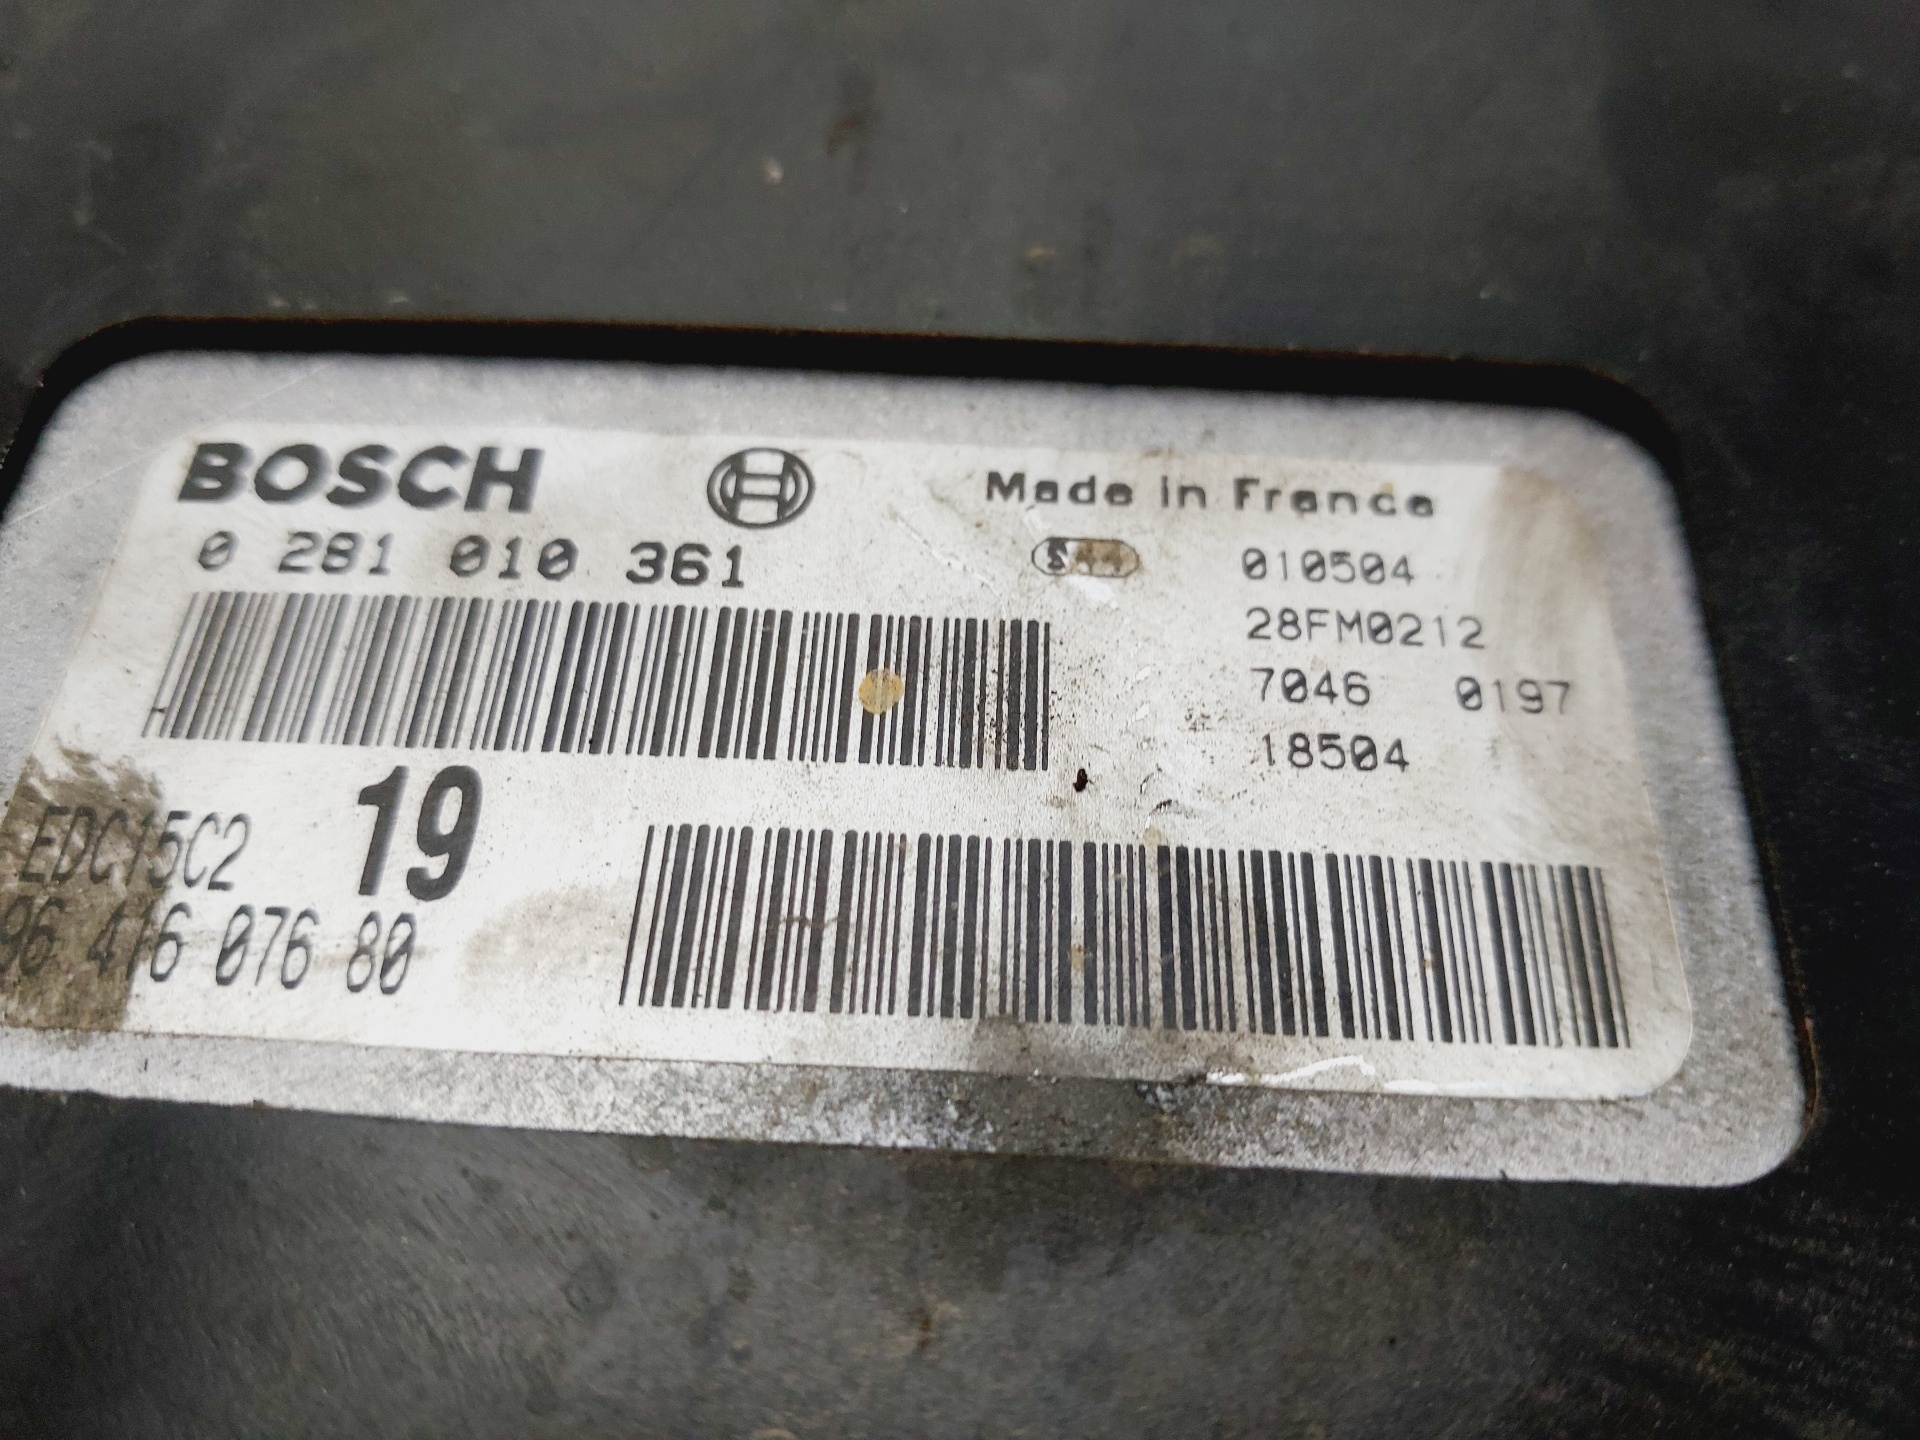 BOSCH
Made in France
0 281 010 361
010504
28FM0212
7046 0197
18504
EDC15C2
19
96 416 076 80